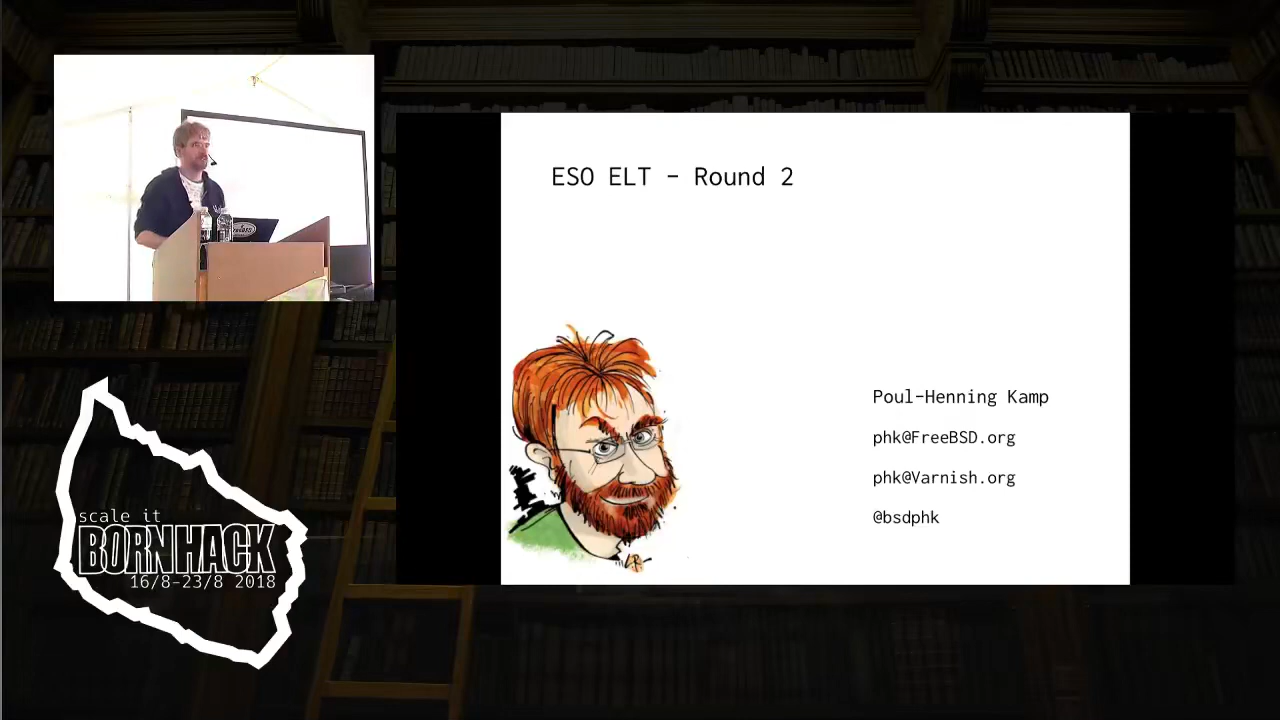 ESO ELT - Round 2
Poul-Henning Kamp
phk@FreeBSD.org
phk@Varnish.org
@bsdphk
scale it
BORNHACK
16/8-23/8 2018